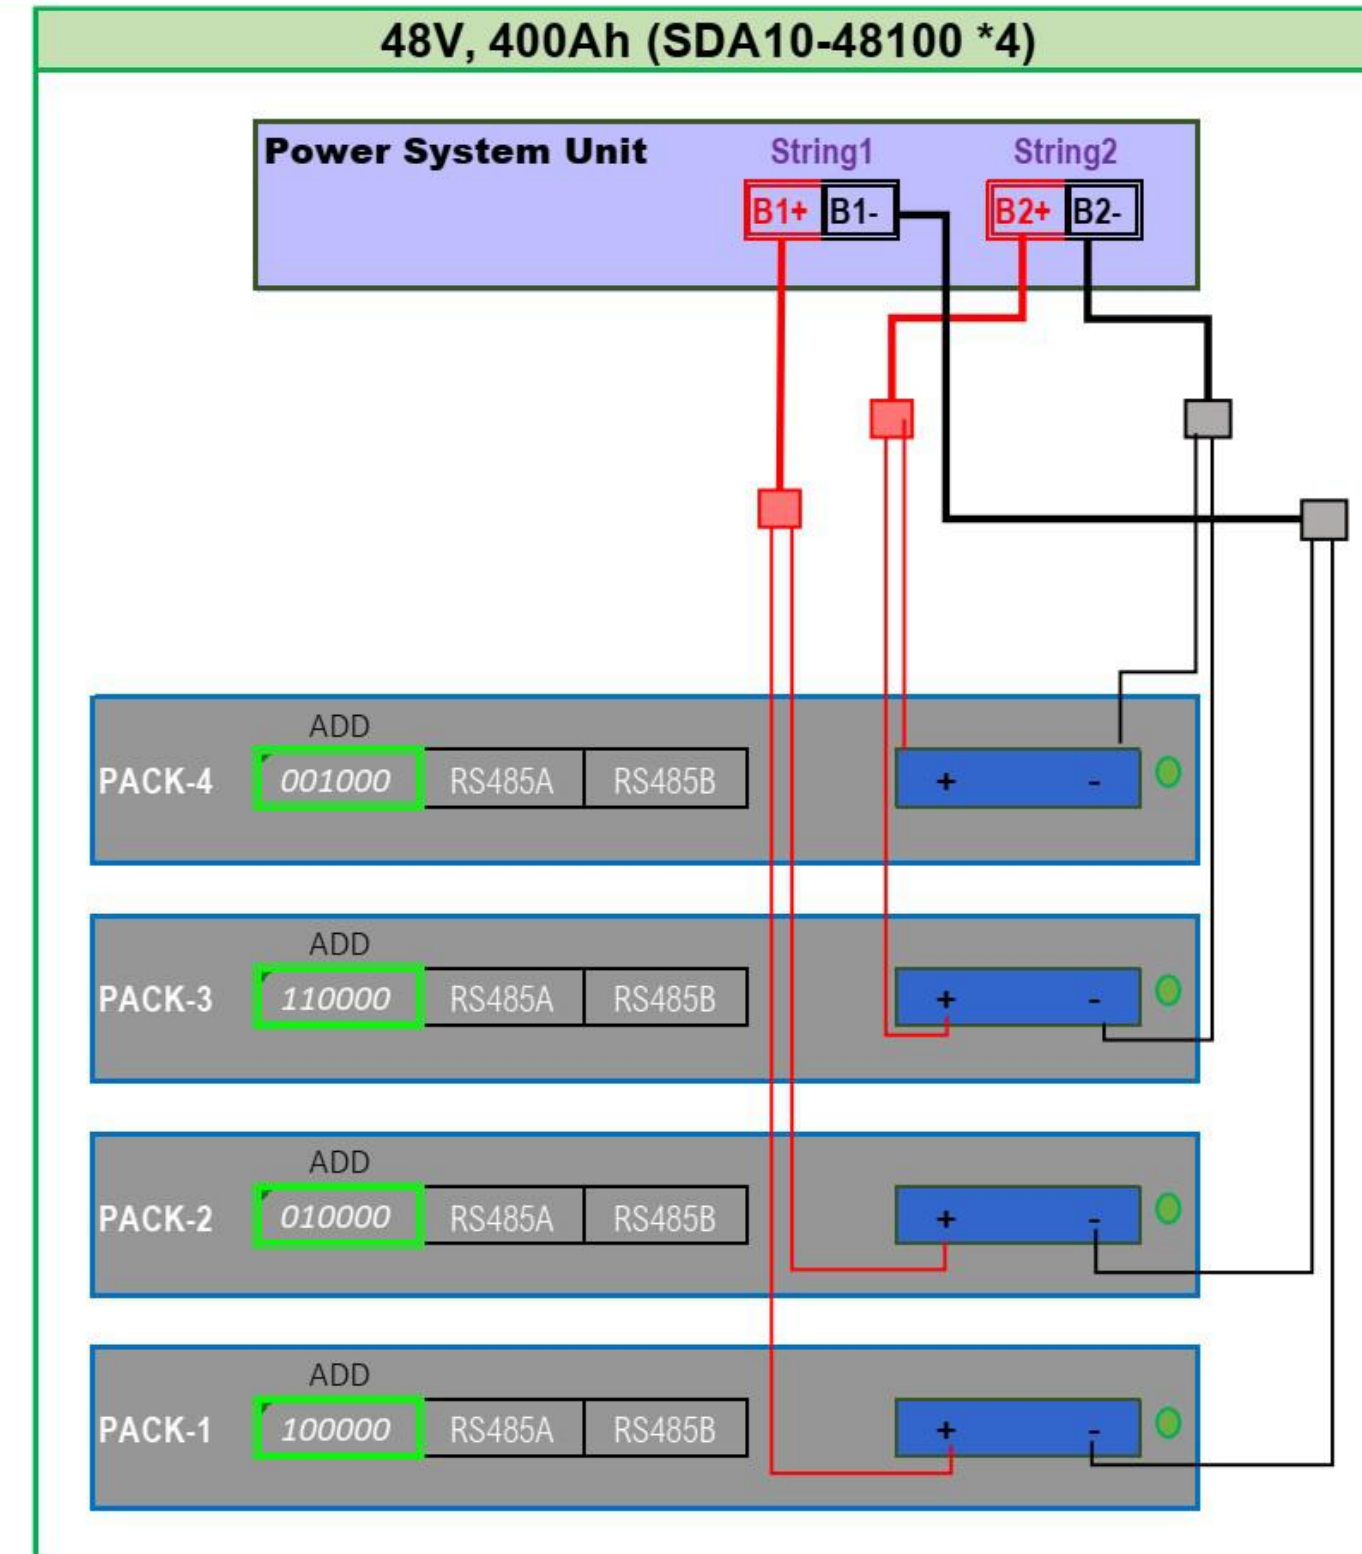 48V, 400Ah (SDA10-48100 *4)
Power System Unit
String1
String2
B1+ B1-
B2+ B2-
ADD
PACK-4 001000 RS485A RS485B + -
ADD
PACK-3 110000 RS485A RS485B + -
ADD
PACK-2 010000 RS485A RS485B + -
ADD
PACK-1 100000 RS485A RS485B + -